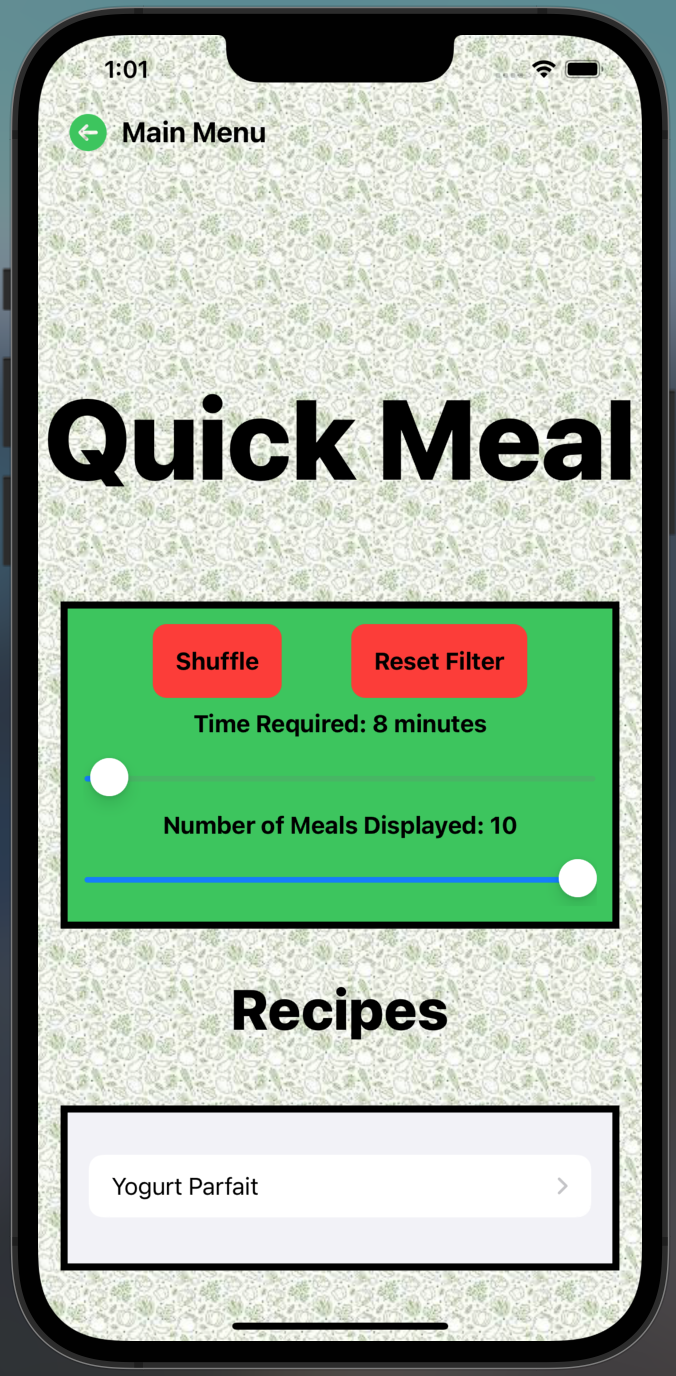 1:01
Main Menu
Quick Meal
Shuffle
Reset Filter
Time Required: 8 minutes
Number of Meals Displayed: 10
Recipes
Yogurt Parfait